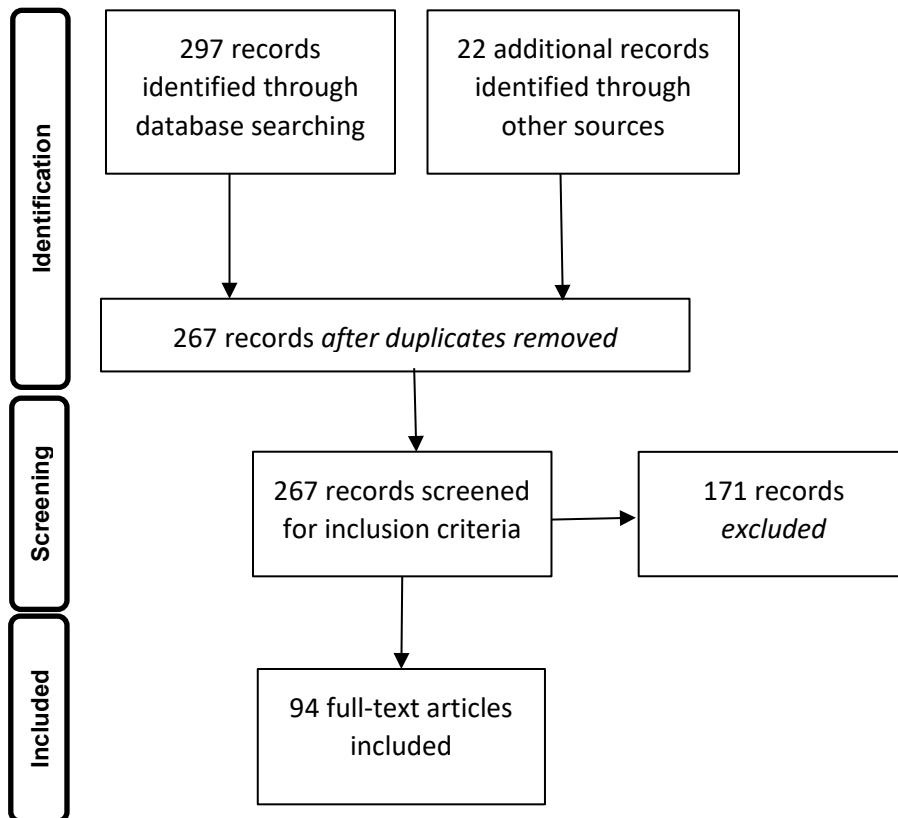 Identification
297 records
identified through
database searching
22 additional records
identified through
other sources
267 records after duplicates removed
Screening
267 records screened
for inclusion criteria
171 records
excluded
Included
94 full-text articles
included